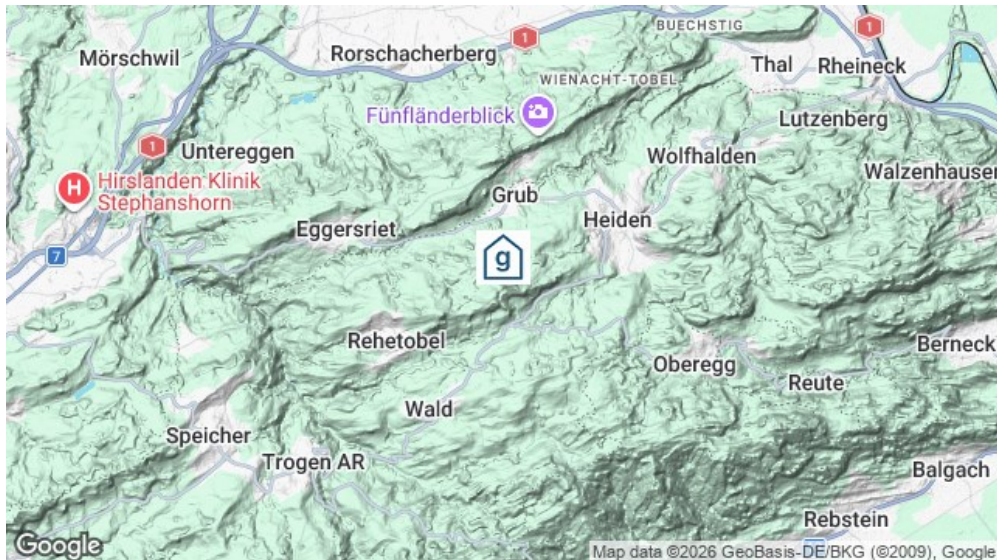 BUECHSTIG
1
1
Mörschwil
Rorschacherberg
Thal
Rheineck
WIENACHT-TOBEL
Fünfländerblick
Lutzenberg
1
Untereggen
Wolfhalden
Walzenhausen
H
Hirslanden Klinik
Stephanshorn
Grub
Heiden
Eggersriet
7
g
Rehetobel
Berneck
Oberegg
Reute
Wald
Speicher
Trogen AR
Balgach
Rebstein
Google
Map data ©2026 GeoBasis-DE/BKG (©2009), Google